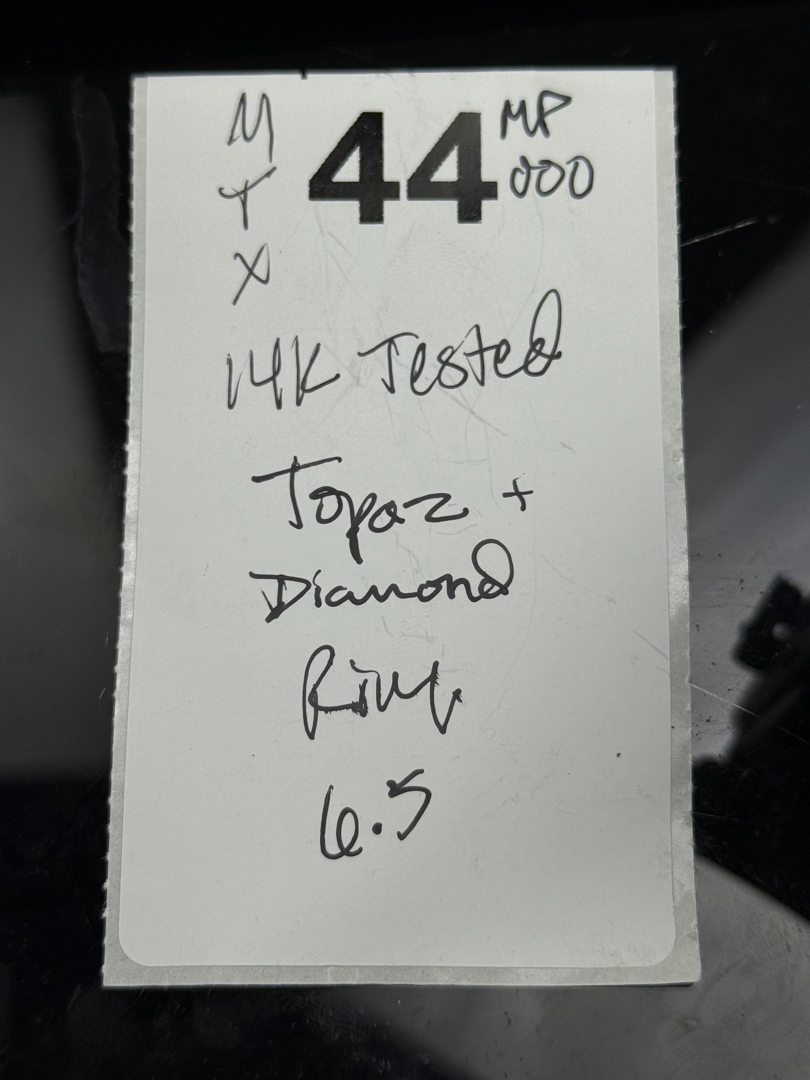 M
T
X
44
MP
000
14K Tested
Topaz +
Diamond
Ring
6.5